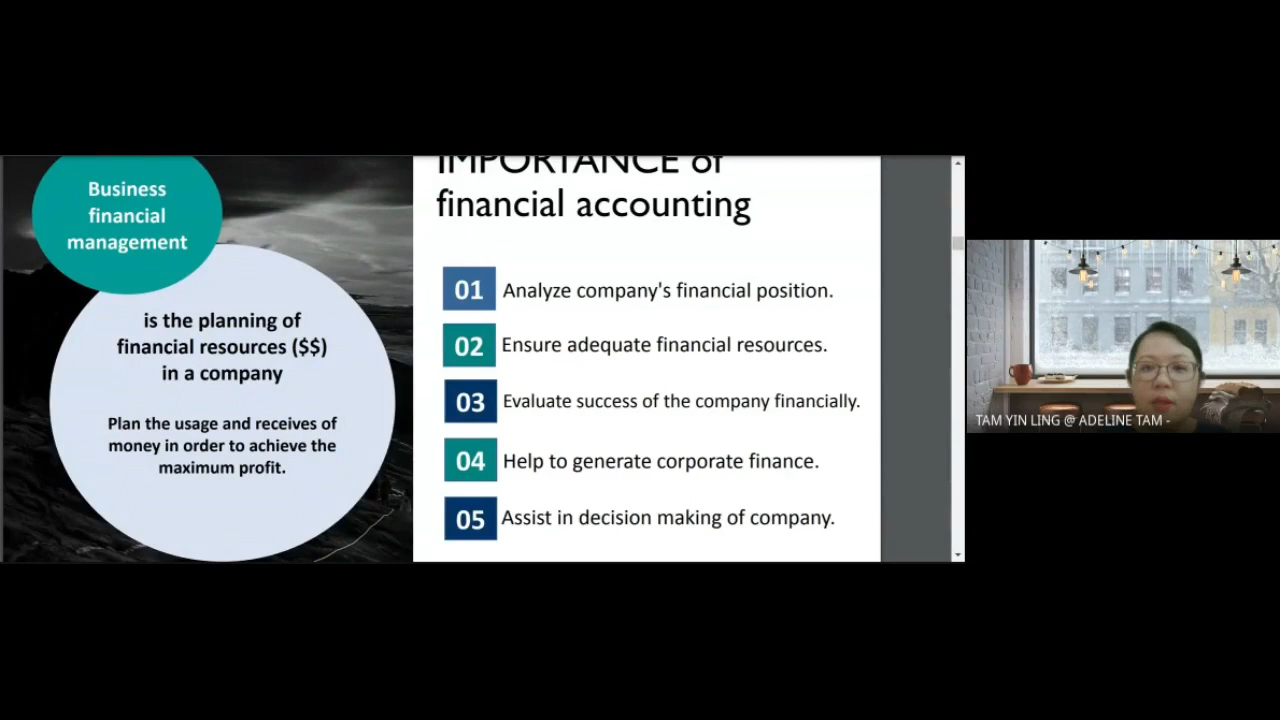 Business
financial
management
is the planning of
financial resources ($$)
in a company
Plan the usage and receives of
money in order to achieve the
maximum profit.
IMPORTANCE of
financial accounting
01 Analyze company's financial position.
02 Ensure adequate financial resources.
03 Evaluate success of the company financially.
04 Help to generate corporate finance.
05 Assist in decision making of company.
TAM YIN LING @ ADELINE TAM -